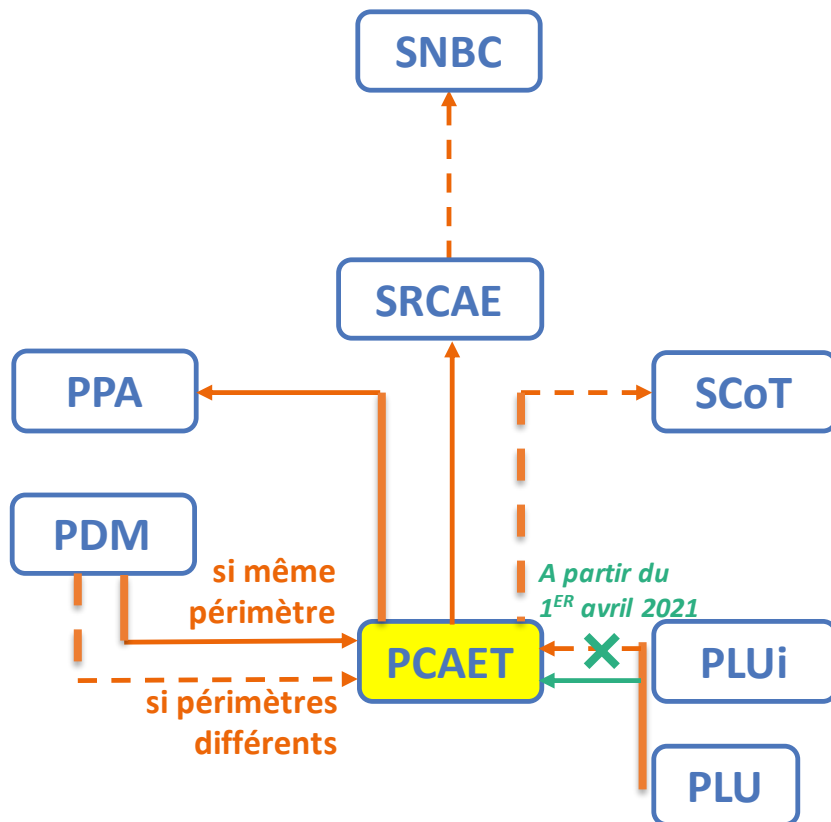 SNBC
SRCAE
PPA
SCoT
PDM
si même
périmètre
A partir du
1ER avril 2021
PCAET
PLUi
si périmètres
différents
PLU